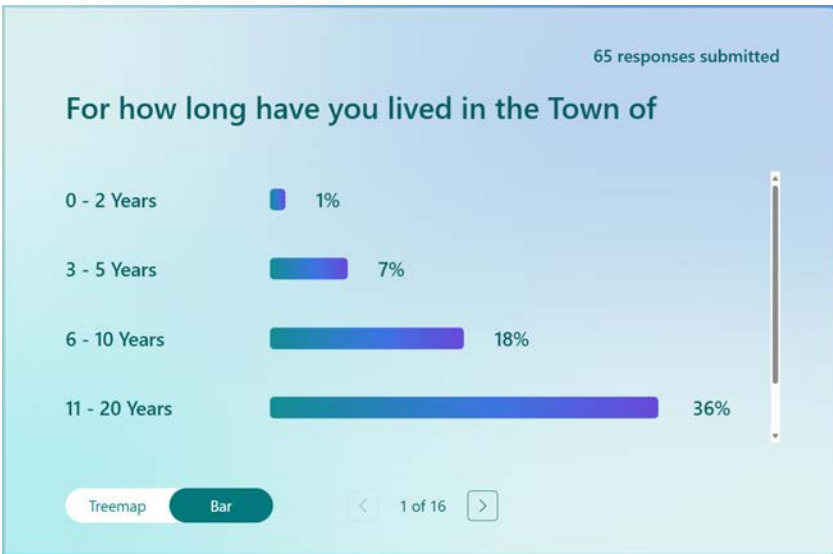 65 responses submitted
For how long have you lived in the Town of
0 - 2 Years 1%
3 - 5 Years 7%
6 - 10 Years 18%
11 - 20 Years 36%
Treemap Bar 1 of 16